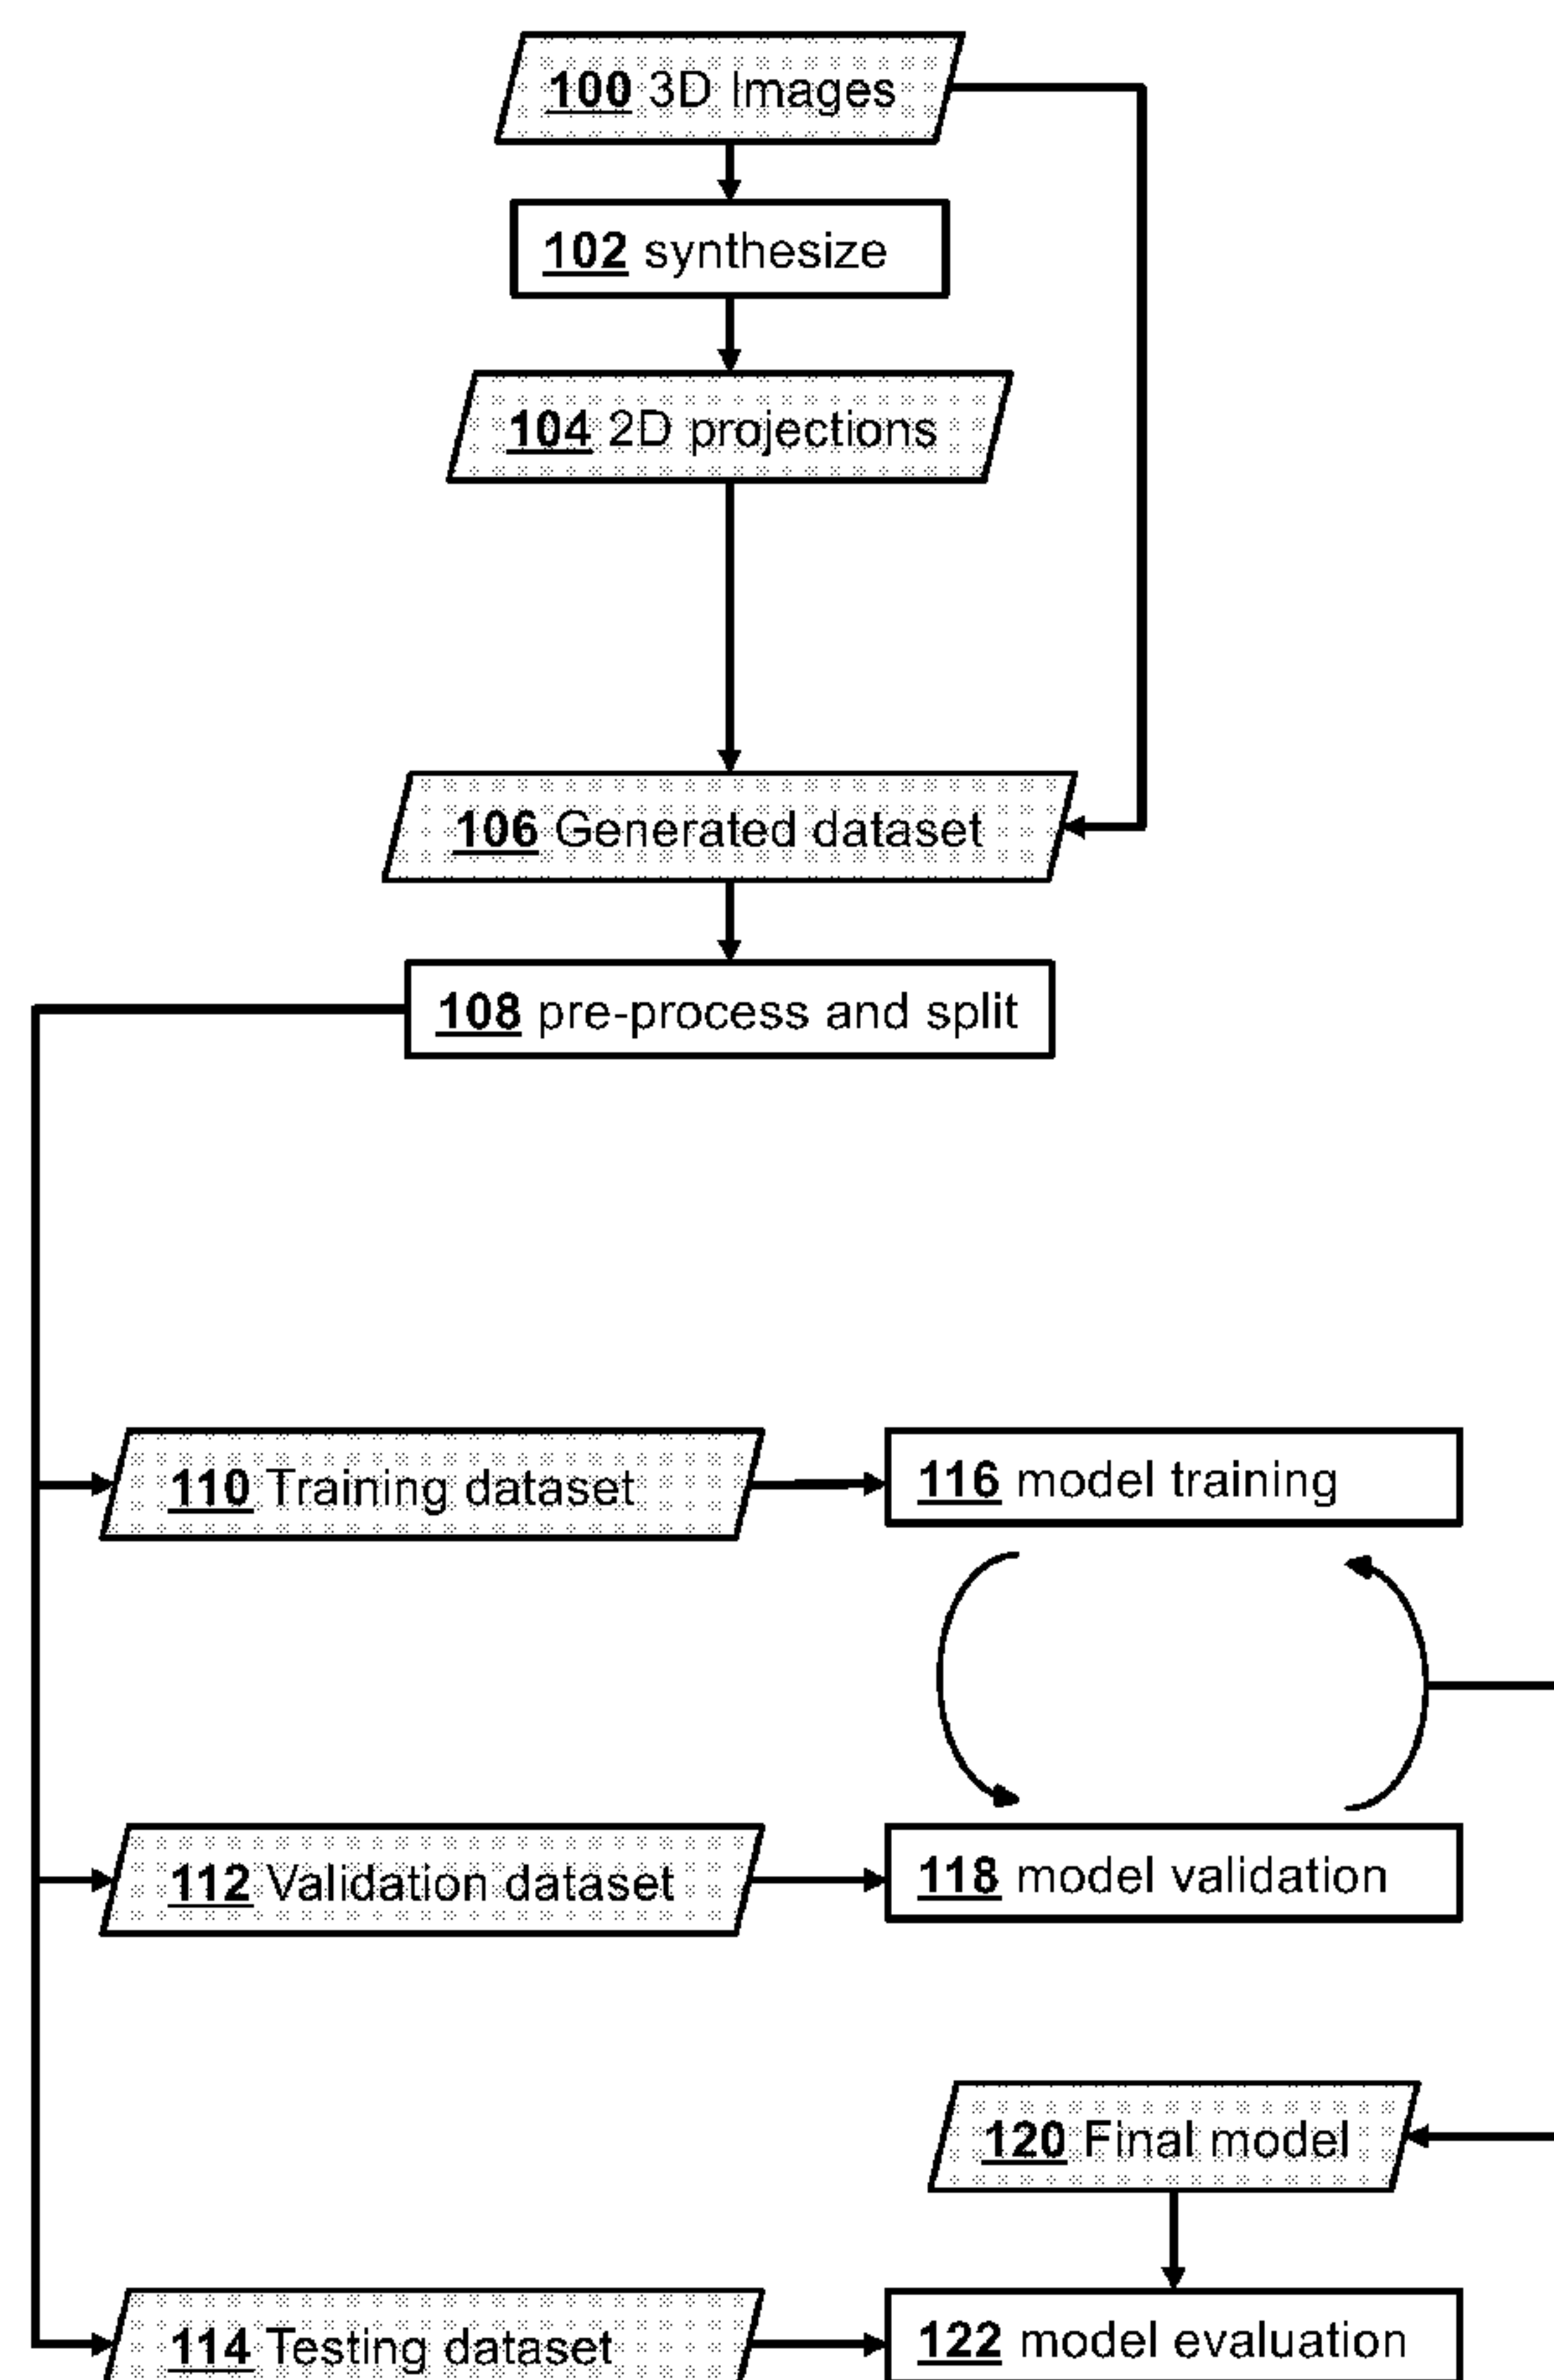 100 3D Images
102 synthesize
104 2D projections
106 Generated dataset
108 pre-process and split
110 Training dataset
116 model training
112 Validation dataset
118 model validation
120 Final model
114 Testing dataset
122 model evaluation